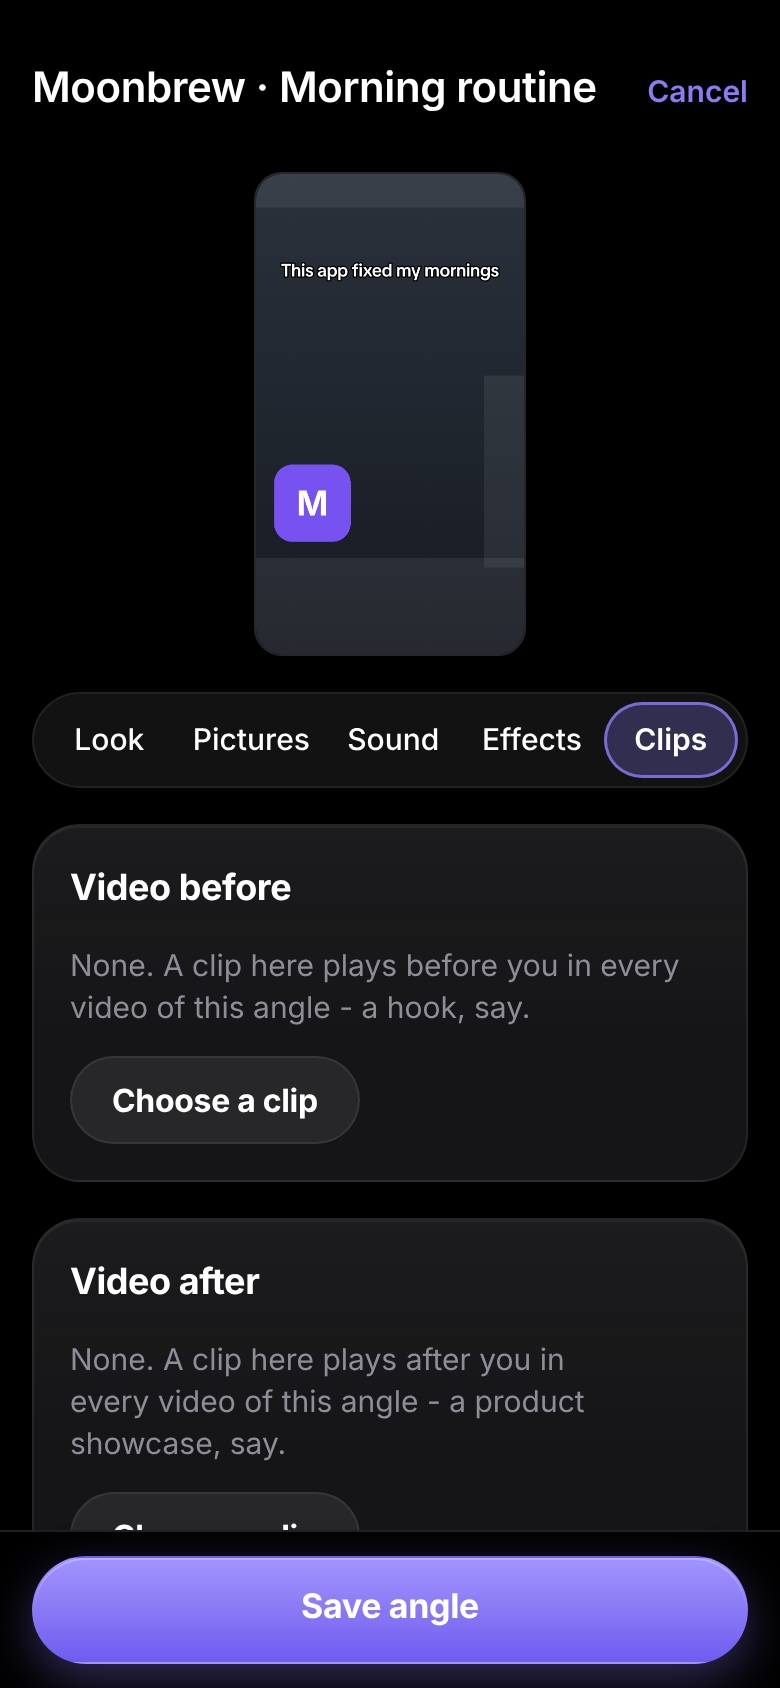 Moonbrew · Morning routine
Cancel
This app fixed my mornings
M
Look
Pictures
Sound
Effects
Clips
Video before
None. A clip here plays before you in every
video of this angle - a hook, say.
Choose a clip
Video after
None. A clip here plays after you in
every video of this angle - a product
showcase, say.
Save angle